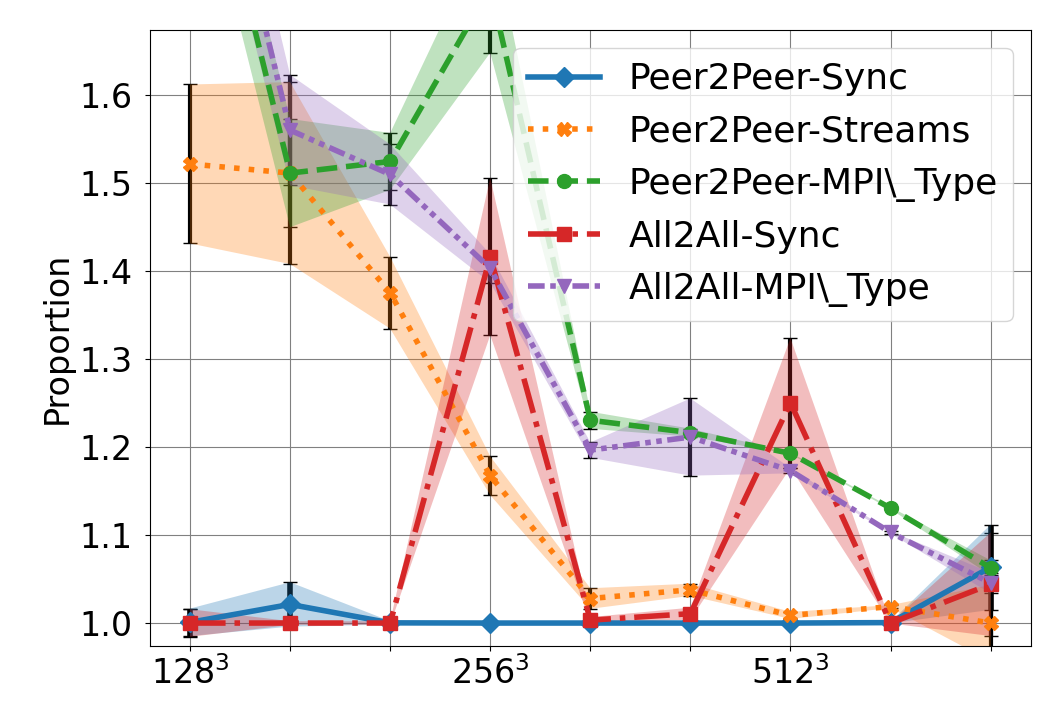 1.6
1.5
1.4
1.3
1.2
1.1
1.0
Proportion
Peer2Peer-Sync
Peer2Peer-Streams
Peer2Peer-MPI\_Type
All2All-Sync
All2All-MPI\_Type
128³
256³
512³